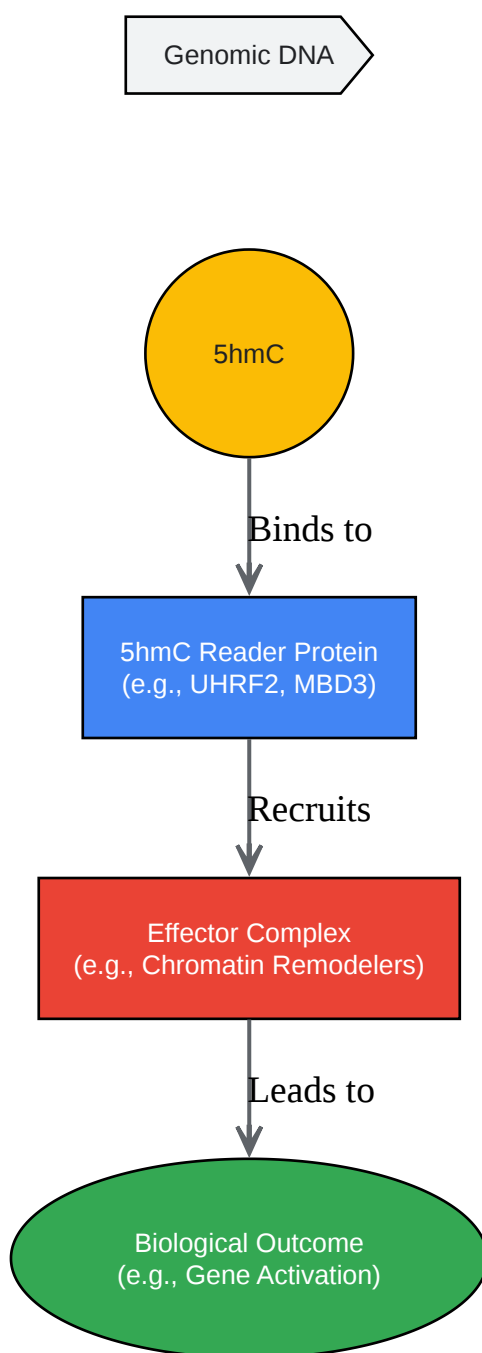 Genomic DNA
5hmC
Binds to
5hmC Reader Protein
(e.g., UHRF2, MBD3)
Recruits
Effector Complex
(e.g., Chromatin Remodelers)
Leads to
Biological Outcome
(e.g., Gene Activation)